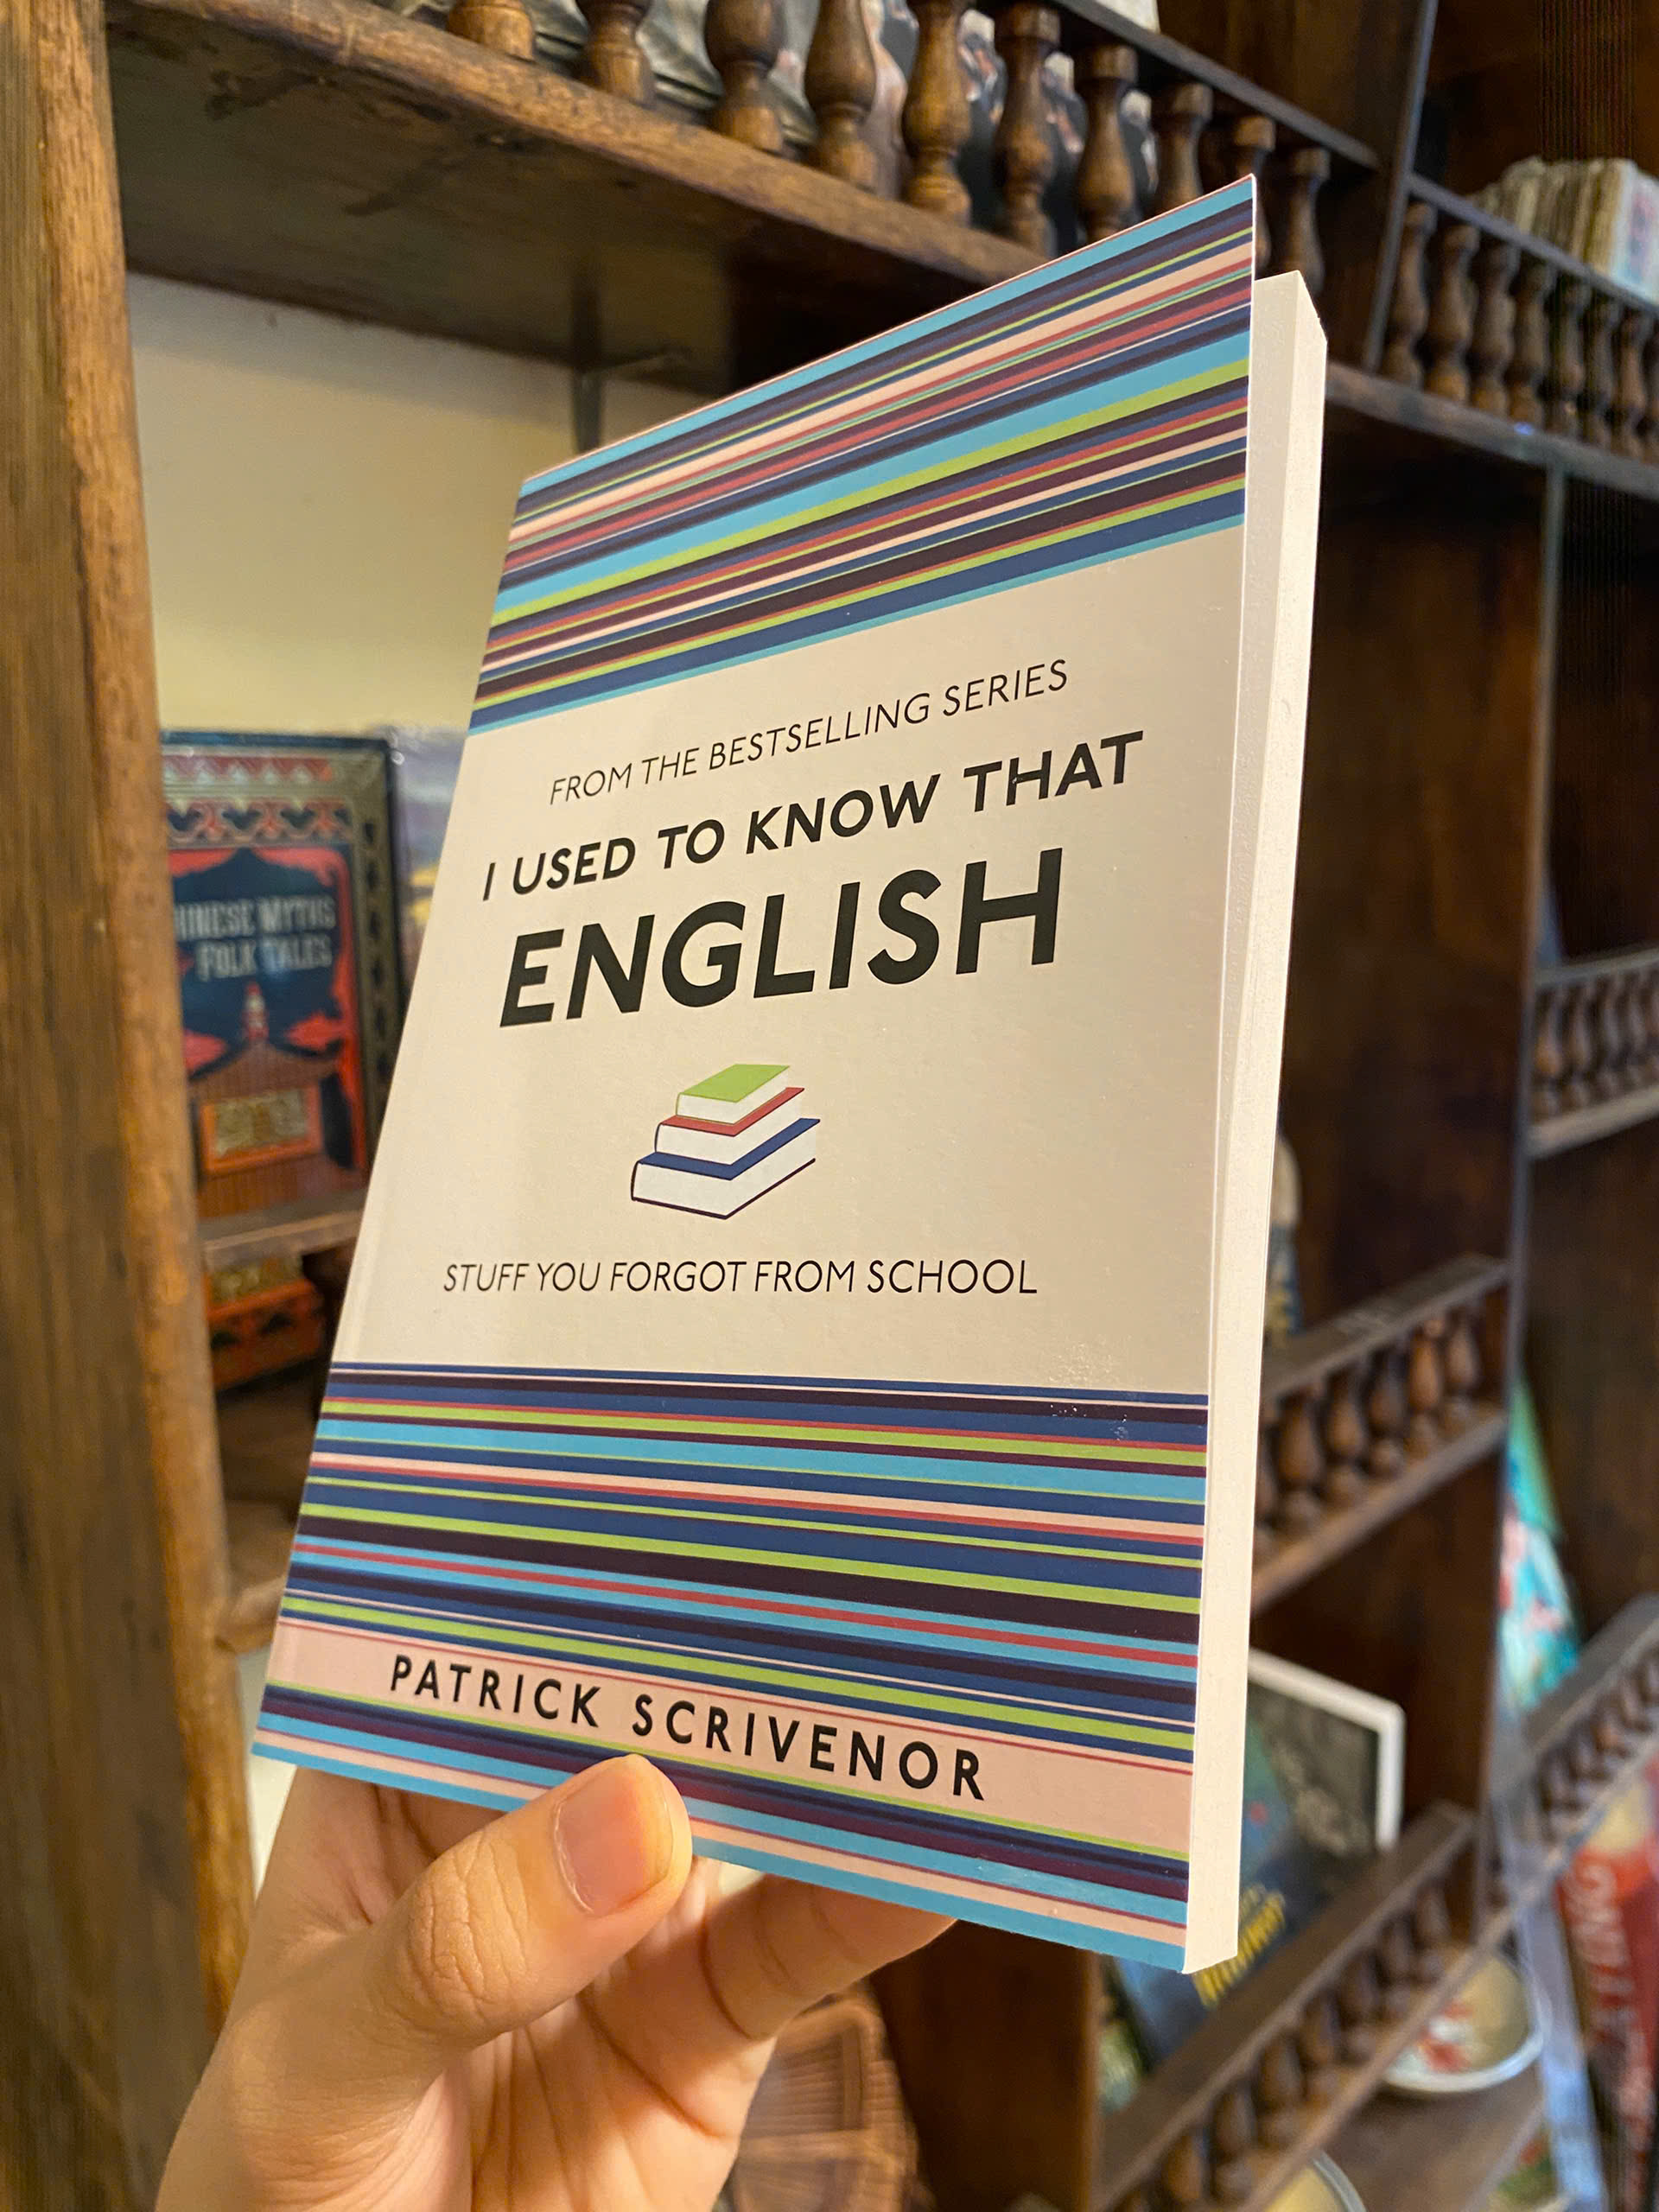 FROM THE BESTSELLING SERIES
I USED TO KNOW THAT
ENGLISH
STUFF YOU FORGOT FROM SCHOOL
PATRICK SCRIVENOR
HINESE MYTHS
FOLK TALES